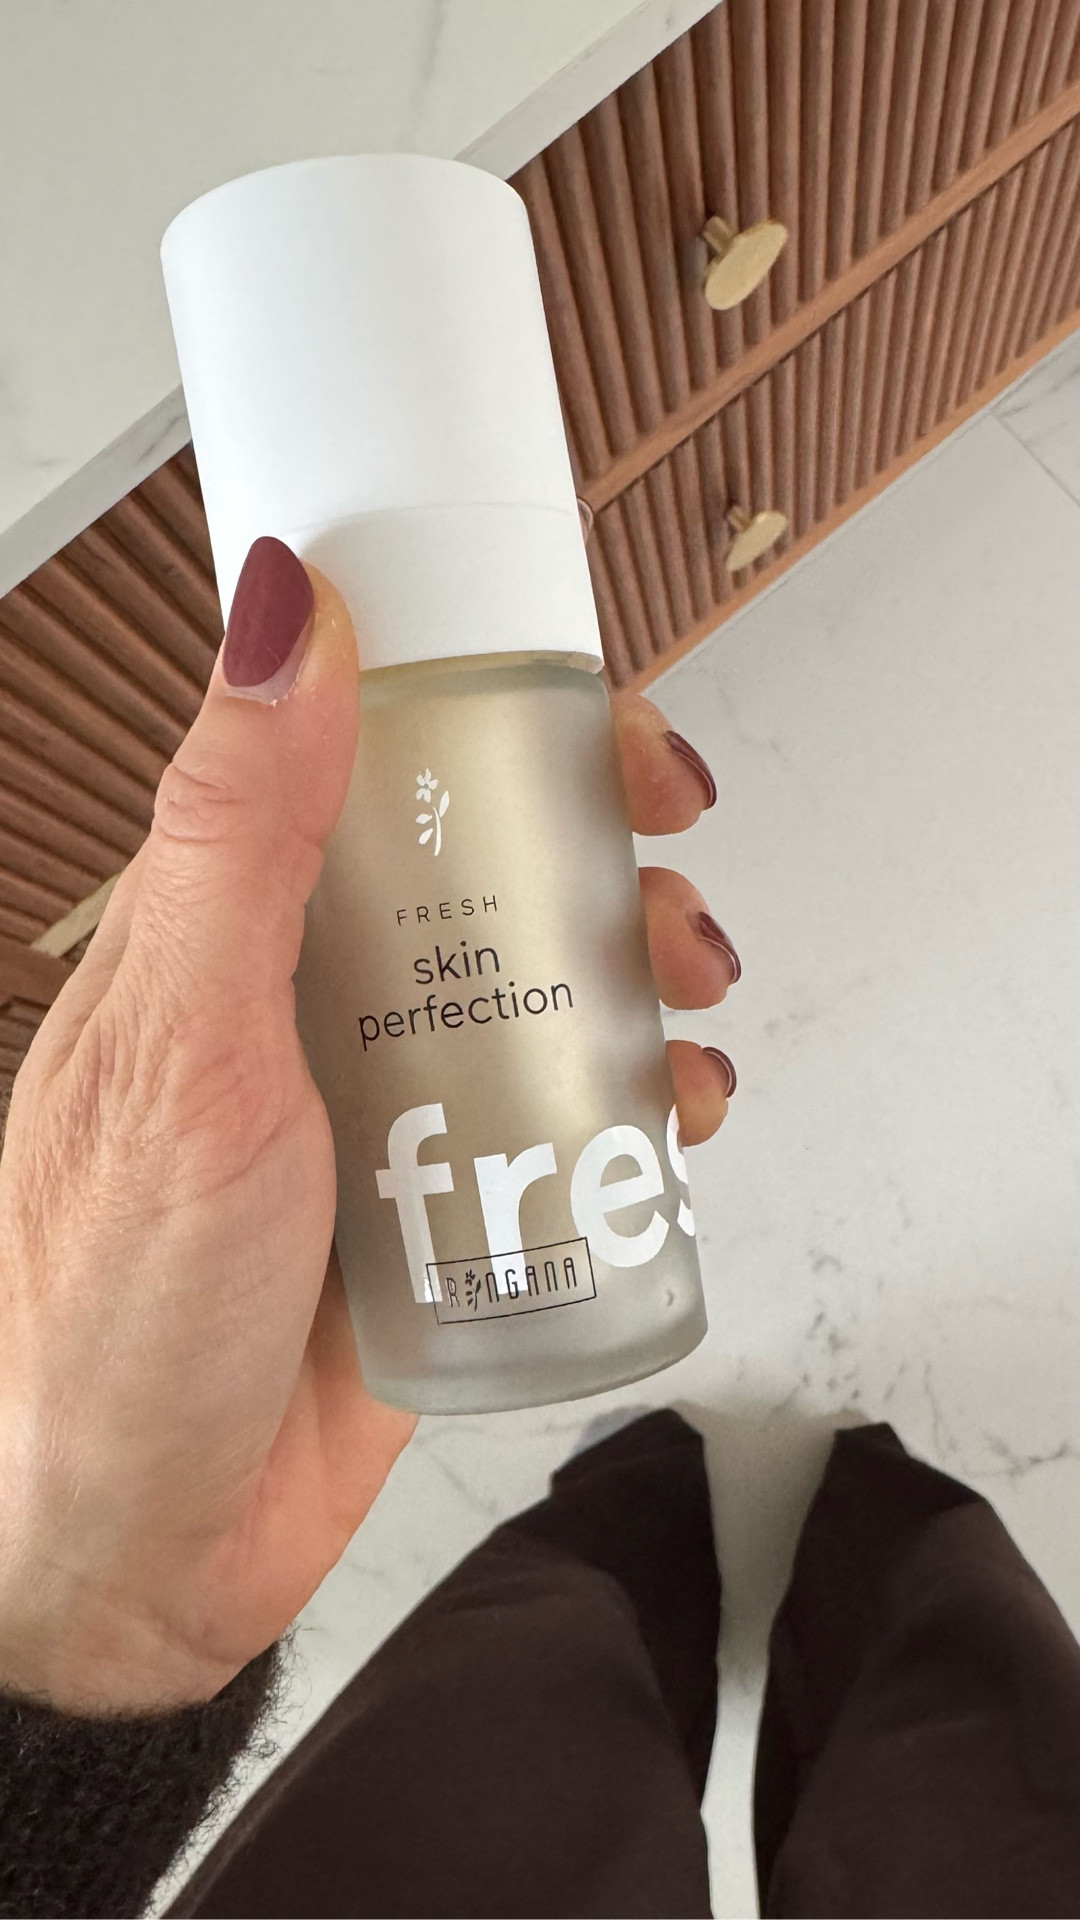 FRESH
skin
perfection
fres
RINGANA